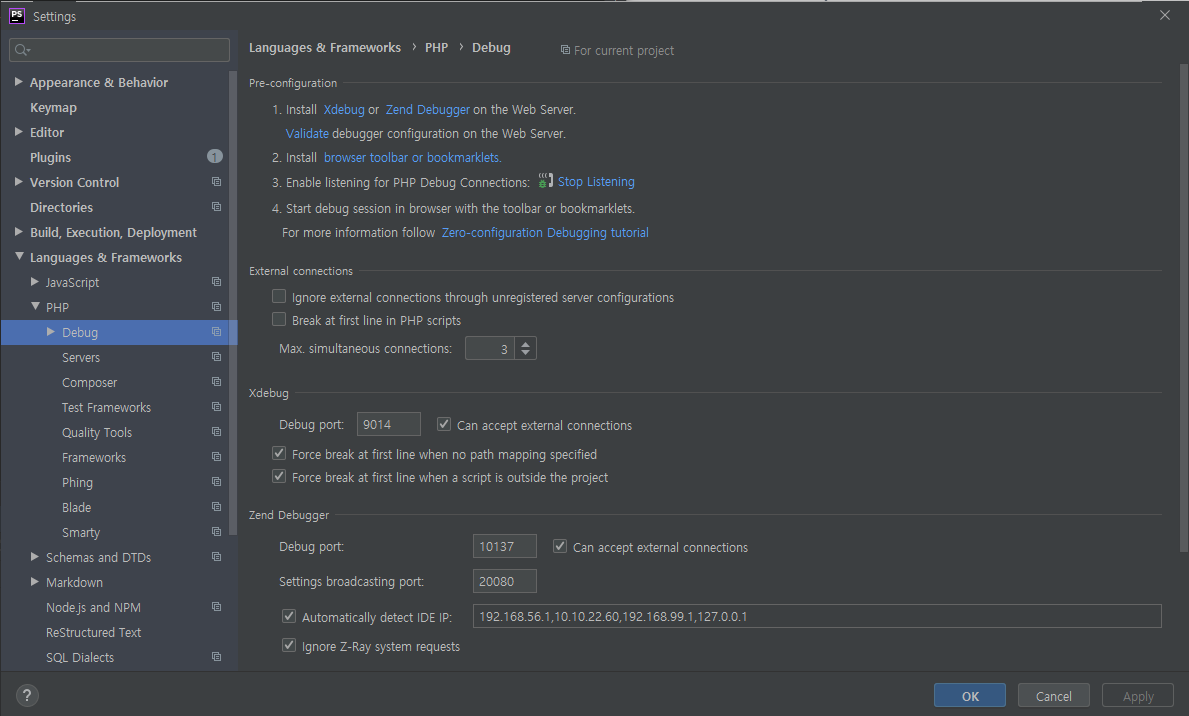 PS Settings
Appearance & Behavior
Keymap
Editor
Plugins 1
Version Control
Directories
Build, Execution, Deployment
Languages & Frameworks
JavaScript
PHP
Debug
Servers
Composer
Test Frameworks
Quality Tools
Frameworks
Phing
Blade
Smarty
Schemas and DTDs
Markdown
Node.js and NPM
ReStructured Text
SQL Dialects
Languages & Frameworks › PHP › Debug For current project
Pre-configuration
1. Install Xdebug or Zend Debugger on the Web Server.
Validate debugger configuration on the Web Server.
2. Install browser toolbar or bookmarklets.
3. Enable listening for PHP Debug Connections: Stop Listening
4. Start debug session in browser with the toolbar or bookmarklets.
For more information follow Zero-configuration Debugging tutorial
External connections
Ignore external connections through unregistered server configurations
Break at first line in PHP scripts
Max. simultaneous connections: 3
Xdebug
Debug port: 9014 Can accept external connections
Force break at first line when no path mapping specified
Force break at first line when a script is outside the project
Zend Debugger
Debug port: 10137 Can accept external connections
Settings broadcasting port: 20080
Automatically detect IDE IP: 192.168.56.1,10.10.22.60,192.168.99.1,127.0.0.1
Ignore Z-Ray system requests
? OK Cancel Apply